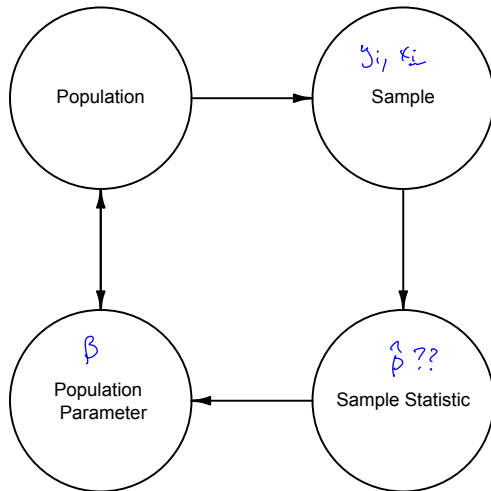 yi, xi
Population
Sample
β
Population
Parameter
β̂ ??
Sample Statistic